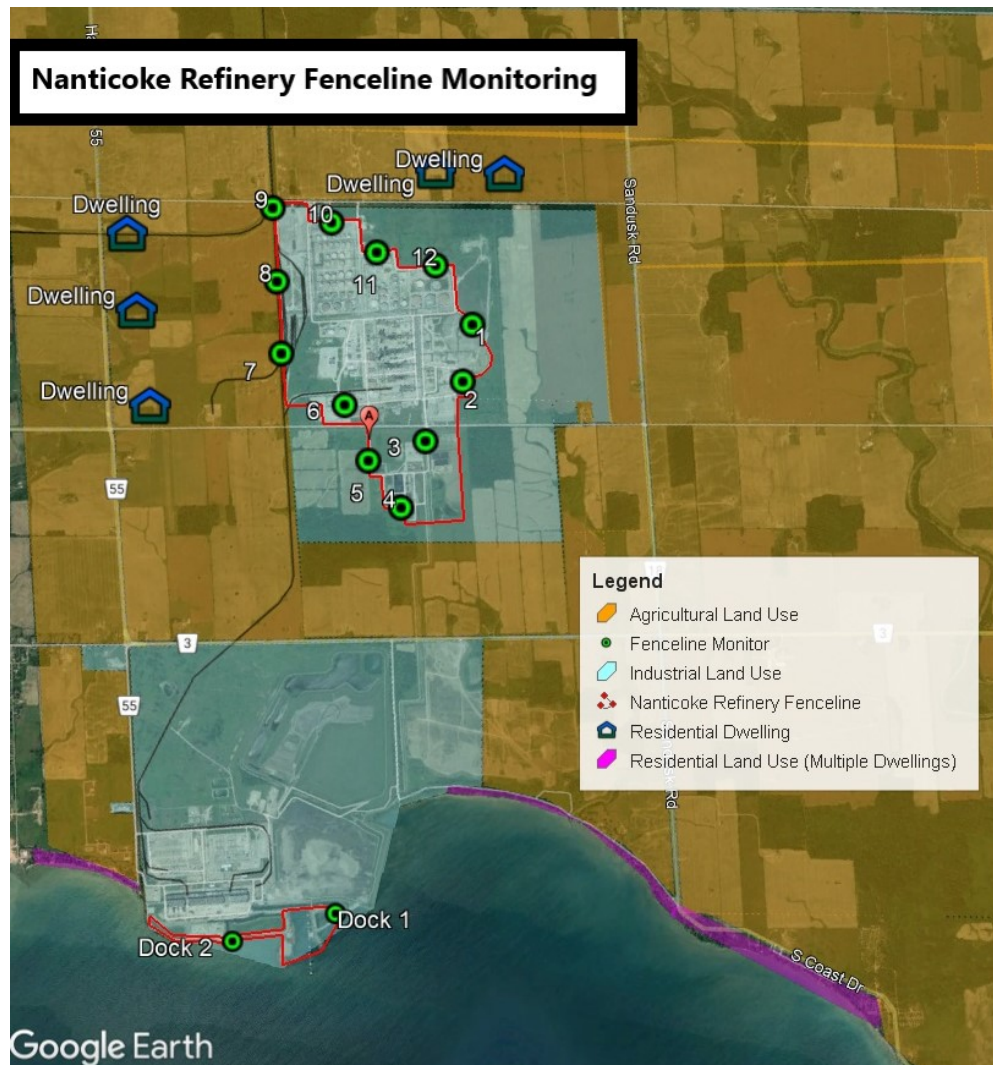 Nanticoke Refinery Fenceline Monitoring
55
Dwelling
Dwelling
Sandusk Rd
Dwelling
9
10
12
8
Dwelling
11
1
7
2
Dwelling
6
A
3
55
5
4
Legend
Agricultural Land Use
Fenceline Monitor
3
3
Industrial Land Use
Nanticoke Refinery Fenceline
55
Residential Dwelling
Residential Land Use (Multiple Dwellings)
Dock 1
Dock 2
S Coast Dr
Google Earth